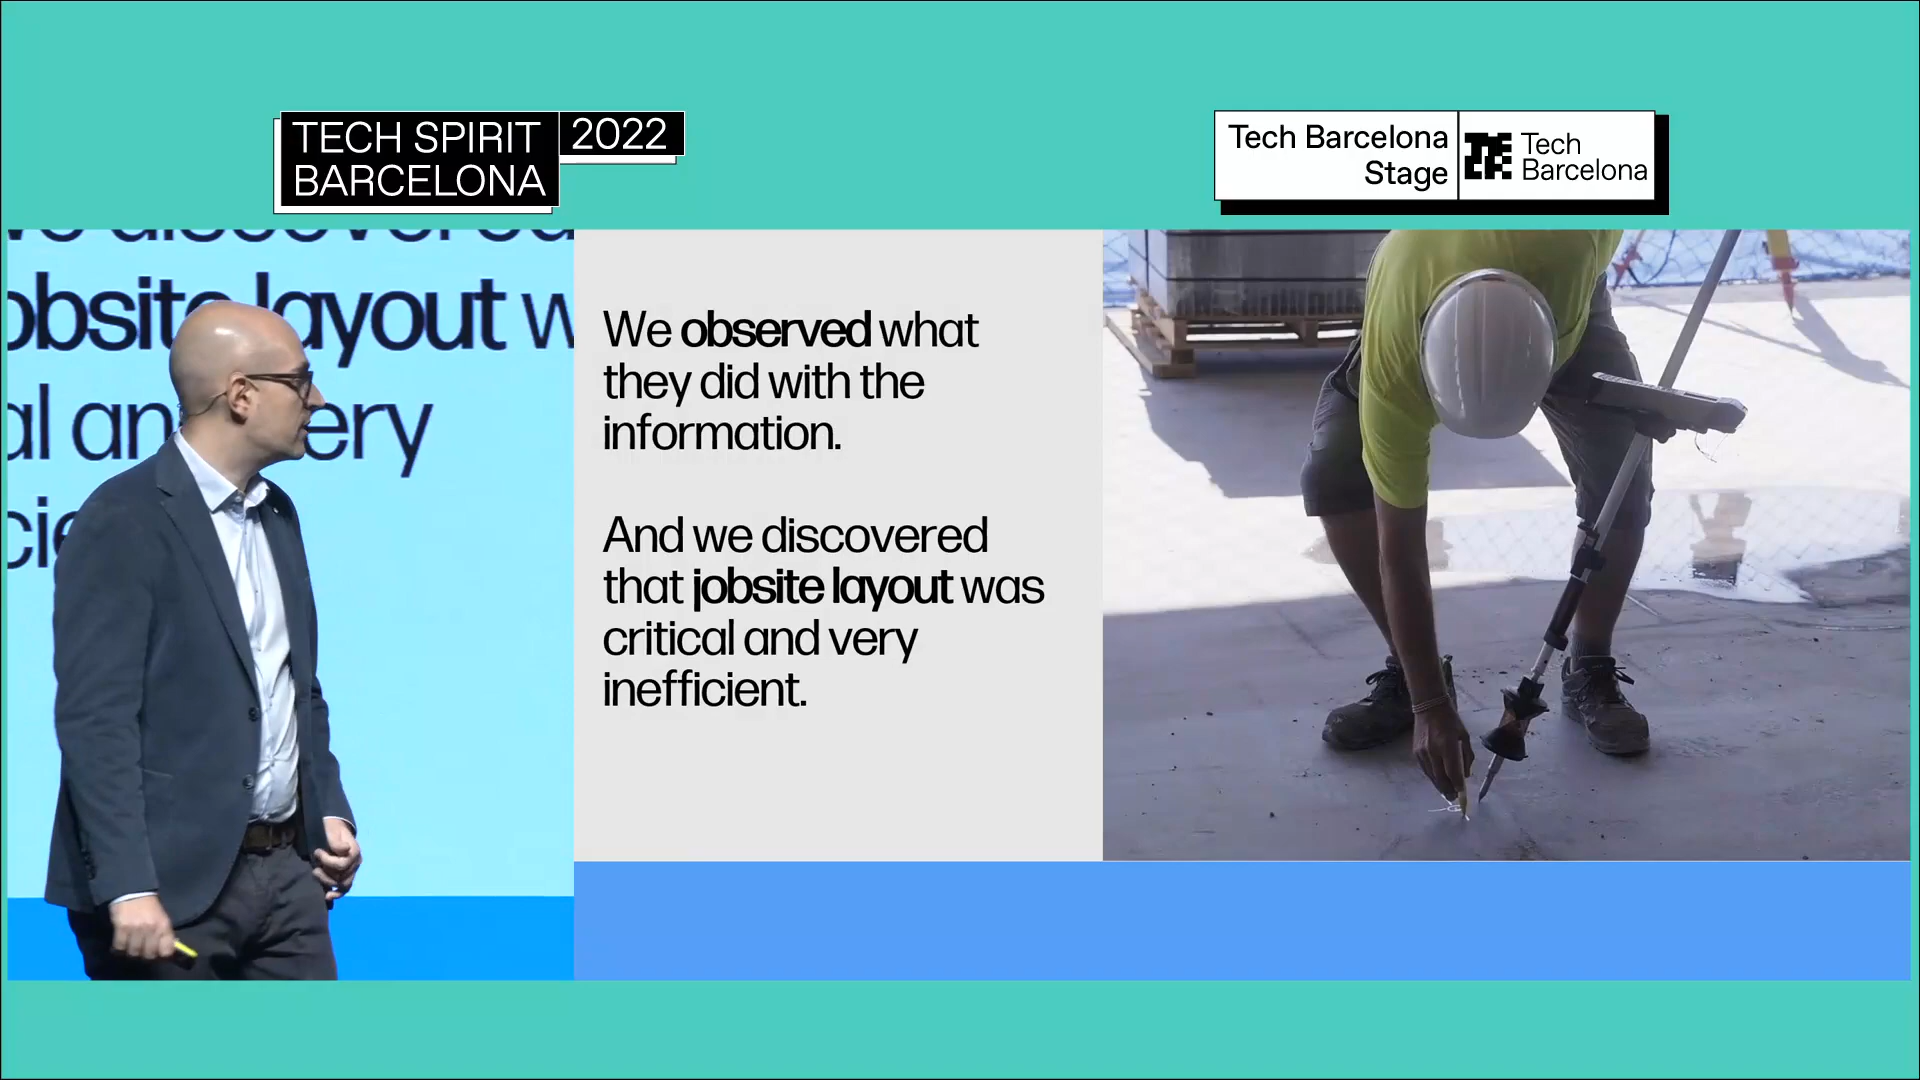 TECH SPIRIT
BARCELONA
2022
Tech Barcelona
Stage
Tech
Barcelona
layout w
We observed what
they did with the
information.
And we discovered
that jobsite layout was
critical and very
inefficient.